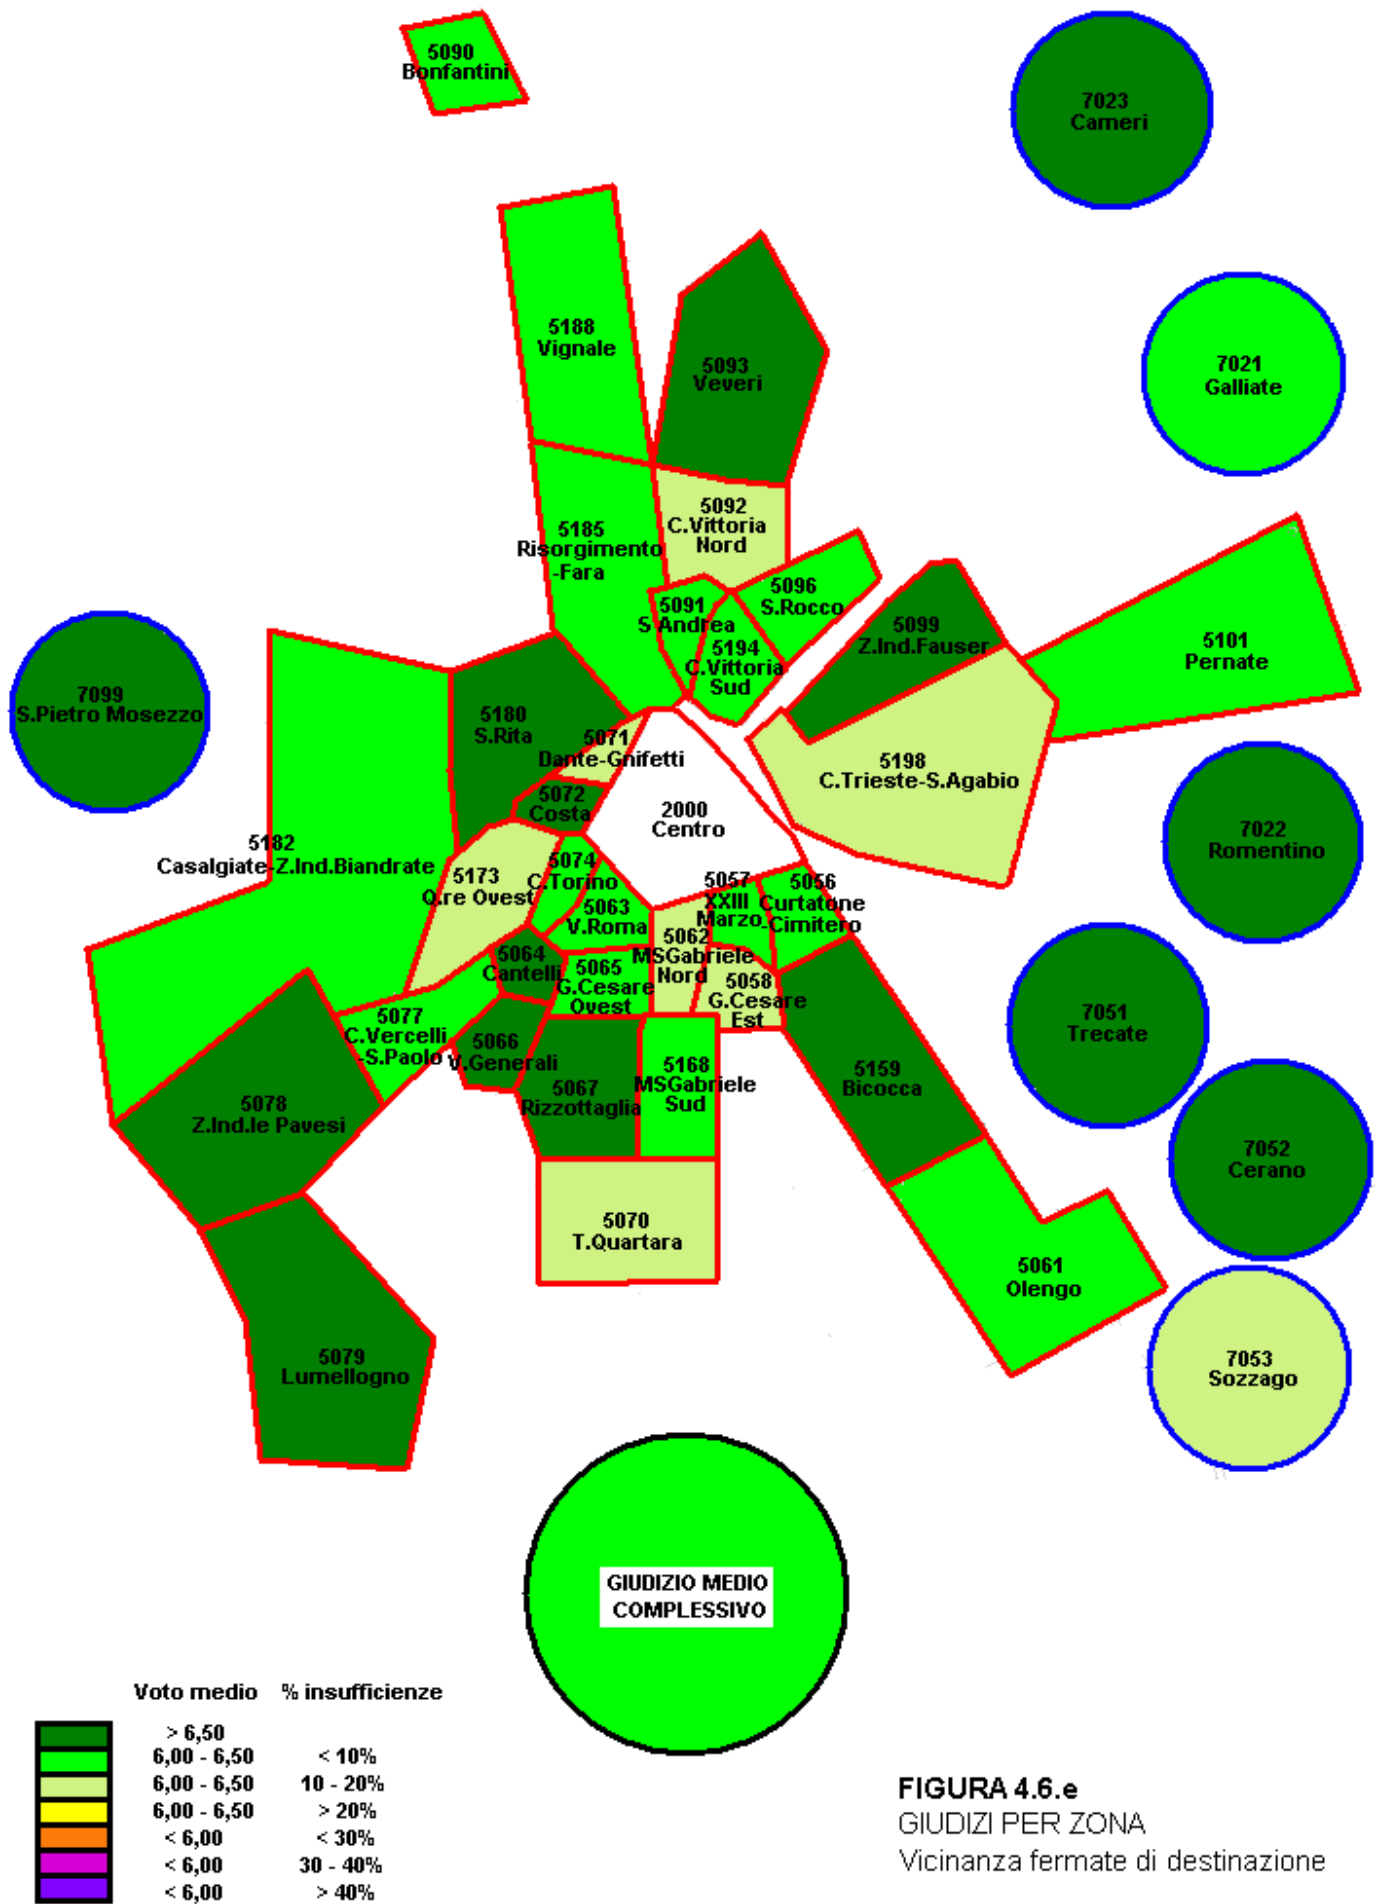 5090
Bonfantini
7023
Cameri
5188
Vignale
5093
Veveri
7021
Galliate
5092
C.Vittoria
Nord
5185
Risorgimento
-Fara
5096
S.Rocco
5091
S.Andrea
5099
Z.Ind.Fauser
5101
Pernate
5194
C.Vittoria
Sud
7099
S.Pietro Mosezzo
5180
S.Rita
5071
Dante-Gnifetti
5198
C.Trieste-S.Agabio
5072
Costa
2000
Centro
7022
Romentino
5182
Casalgiate-Z.Ind.Biandrate
5173
Q.re Ovest
5074
C.Torino
5063
V.Roma
5057
XXIII
Marzo
5056
Curtatone
-Cimitero
5062
MSGabriele
Nord
5064
Cantelli
5065
G.Cesare
Ovest
5058
G.Cesare
Est
7051
Trecate
5077
C.Vercelli
-S.Paolo
5066
V.Generali
5067
Rizzottaglia
5168
MSGabriele
Sud
5159
Bicocca
5078
Z.Ind.le Pavesi
7052
Cerano
5070
T.Quartara
5061
Olengo
5079
Lumellogno
7053
Sozzago
GIUDIZIO MEDIO
COMPLESSIVO
Voto medio % insufficienze
> 6,50
6,00 - 6,50 < 10%
6,00 - 6,50 10 - 20%
6,00 - 6,50 > 20%
< 6,00 < 30%
< 6,00 30 - 40%
< 6,00 > 40%
FIGURA 4.6.e
GIUDIZI PER ZONA
Vicinanza fermate di destinazione